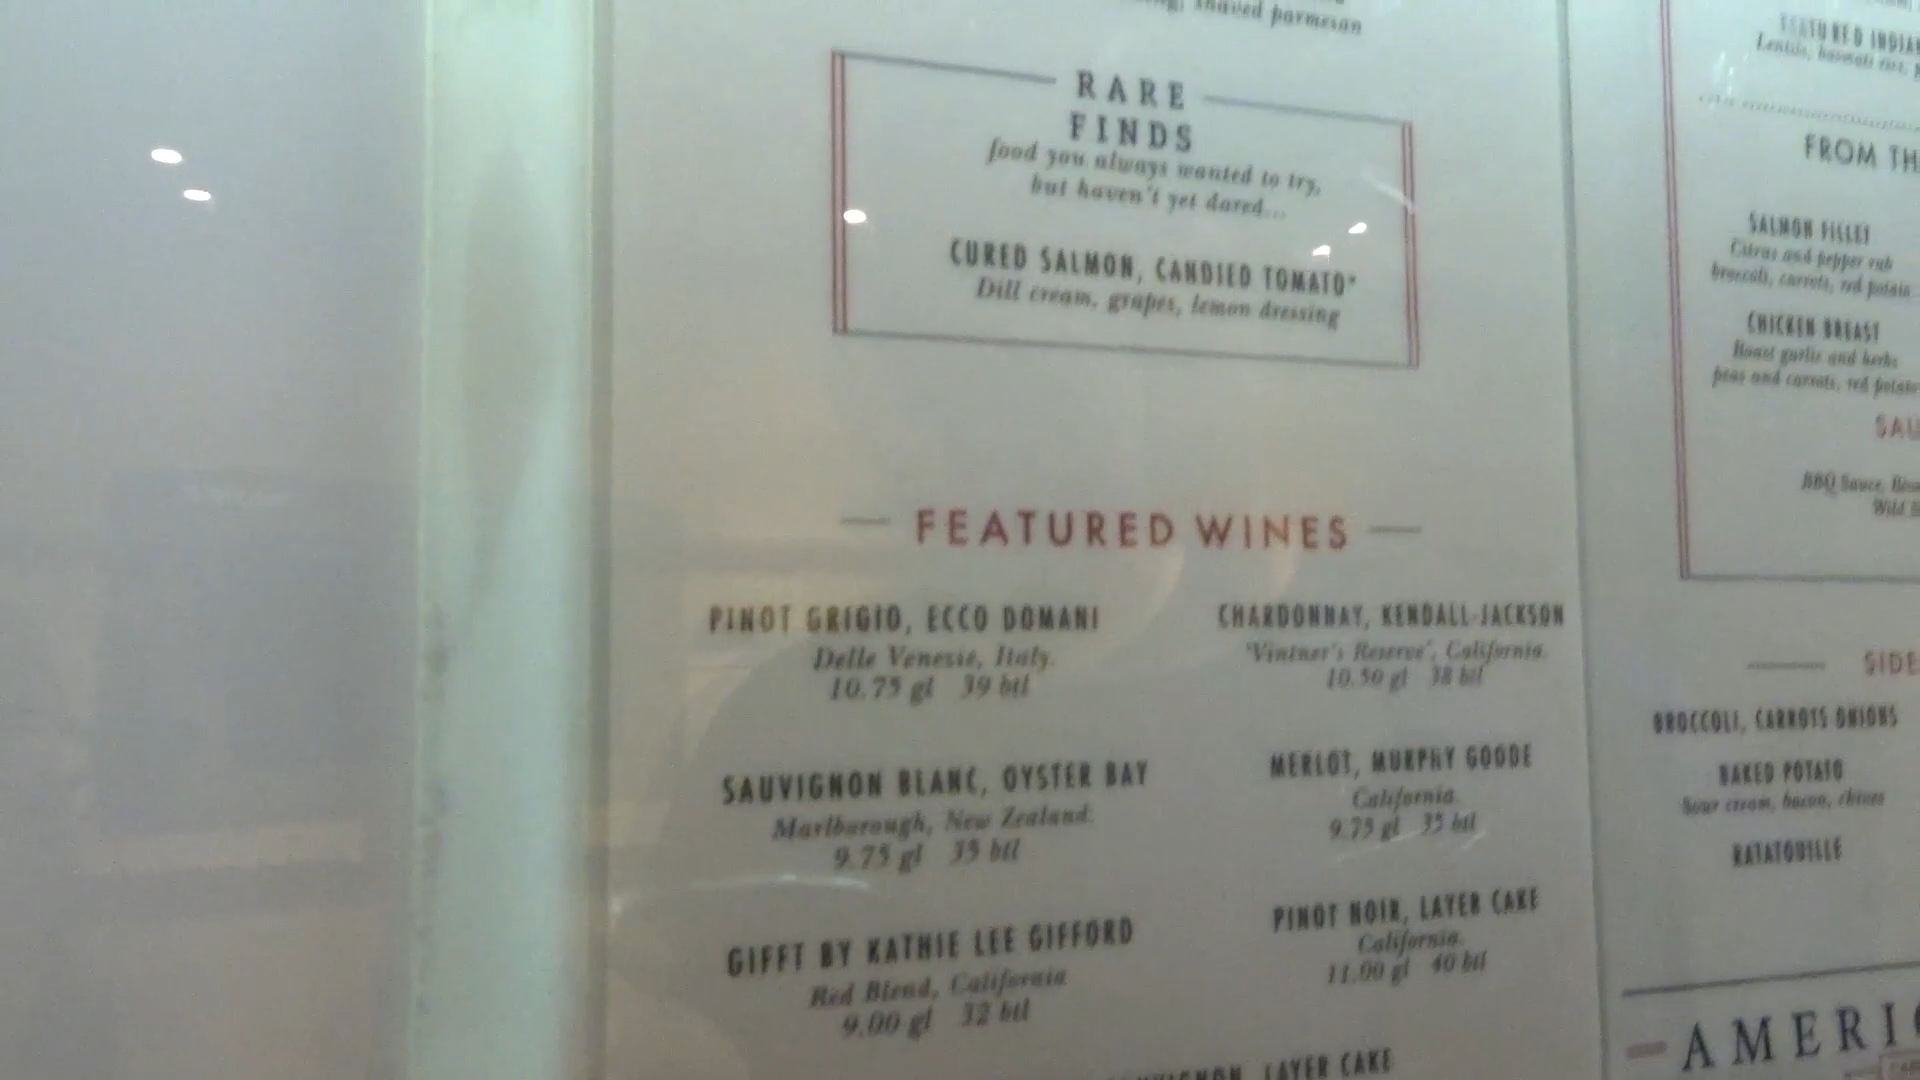 shaved parmesan
RARE
FINDS
food you always wanted to try,
but haven't yet dared...
CURED SALMON, CANDIED TOMATO*
Dill cream, grapes, lemon dressing
FEATURED WINES
PINOT GRIGIO, ECCO DOMANI
Delle Venezie, Italy.
10.75 gl 39 btl
SAUVIGNON BLANC, OYSTER BAY
Marlborough, New Zealand.
9.75 gl 35 btl
GIFFT BY KATHIE LEE GIFFORD
Red Blend, California
9.00 gl 32 btl
CHARDONNAY, KENDALL-JACKSON
'Vintner's Reserve', California.
10.50 gl 38 btl
MERLOT, MURPHY GOODE
California.
9.75 gl 35 btl
PINOT NOIR, LAYER CAKE
California.
11.00 gl 40 btl
LAYER CAKE
FEATURED
Lentils, basmati rice,
FROM
SALMON FILLET
Citrus and pepper rub
broccoli, carrots, red potato
CHICKEN BREAST
Roast garlic and herbs
peas and carrots, red potato
BBQ Sauce,
Wild
BROCCOLI, CARROTS ONIONS
BAKED POTATO
Sour cream, bacon, chives
RATATOUILLE